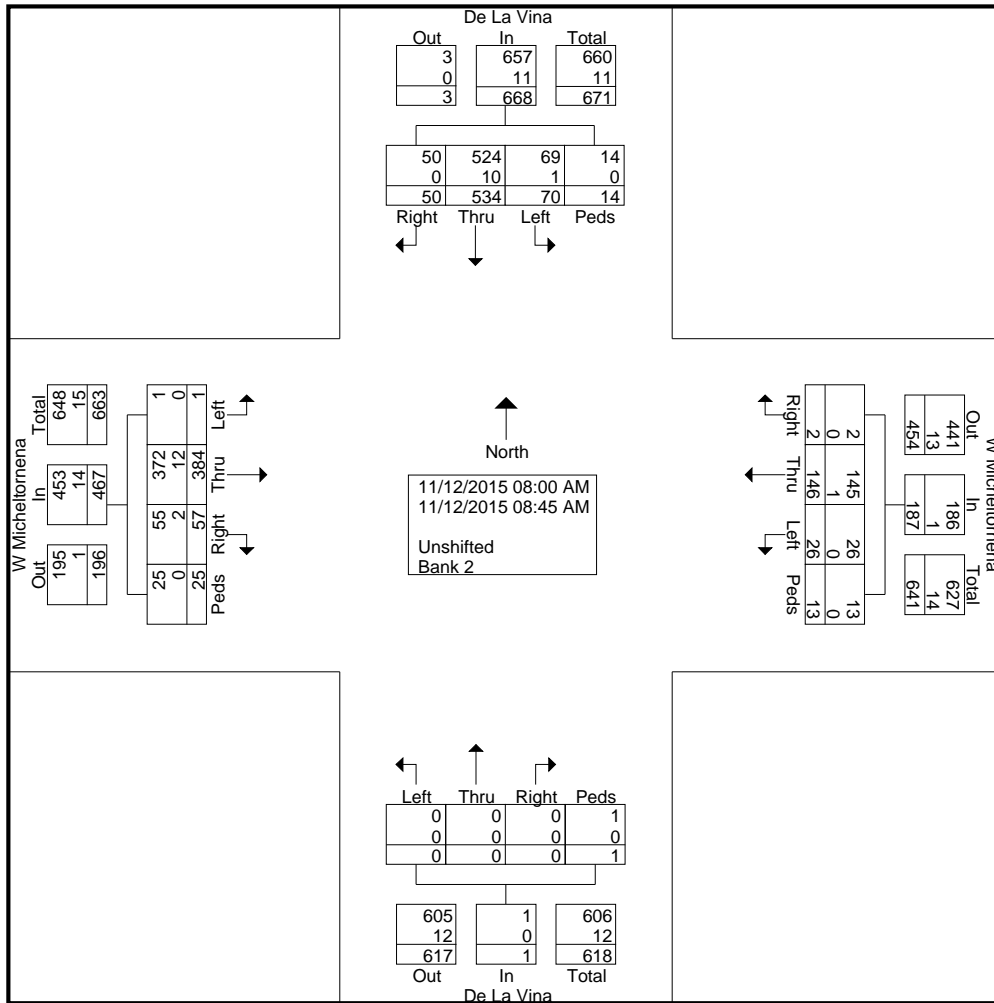 De La Vina
Out In Total
3 657 660
0 11 11
3 668 671
50 524 69 14
0 10 1 0
50 534 70 14
Right Thru Left Peds
W Micheltornena
Total In Out
648 453 195
15 14 1
663 467 196
1 372 55 25
0 12 2 0
1 384 57 25
Left Thru Right Peds
North
11/12/2015 08:00 AM
11/12/2015 08:45 AM
Unshifted
Bank 2
W Micheltornena
Out In Total
441 186 627
13 1 14
454 187 641
2 145 26 13
0 1 0 0
2 146 26 13
Right Thru Left Peds
Left Thru Right Peds
0 0 0 1
0 0 0 0
0 0 0 1
605 1 606
12 0 12
617 1 618
Out In Total
De La Vina